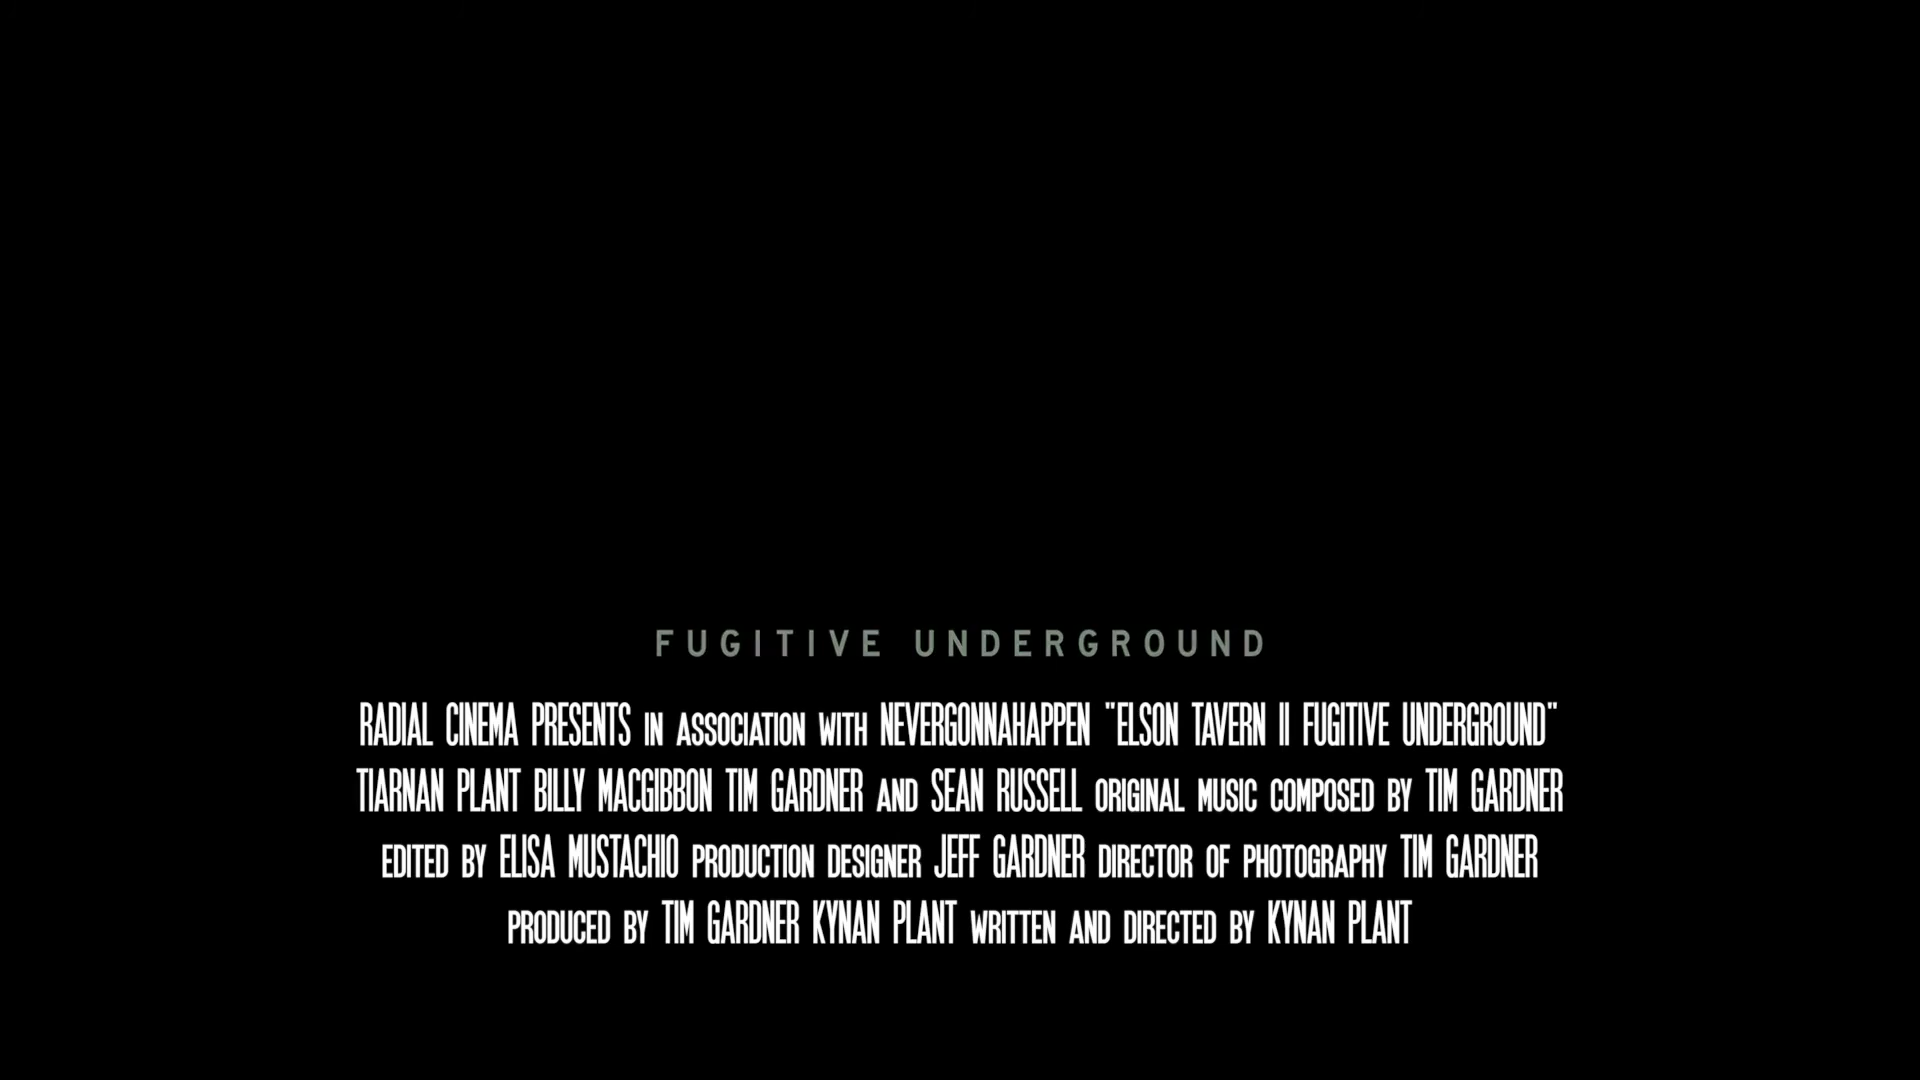 FUGITIVE UNDERGROUND
RADIAL CINEMA PRESENTS IN ASSOCIATION WITH NEVERGONNAHAPPEN "ELSON TAVERN II FUGITIVE UNDERGROUND"
TIARNAN PLANT BILLY MACGIBBON TIM GARDNER AND SEAN RUSSELL ORIGINAL MUSIC COMPOSED BY TIM GARDNER
EDITED BY ELISA MUSTACHIO PRODUCTION DESIGNER JEFF GARDNER DIRECTOR OF PHOTOGRAPHY TIM GARDNER
PRODUCED BY TIM GARDNER KYNAN PLANT WRITTEN AND DIRECTED BY KYNAN PLANT